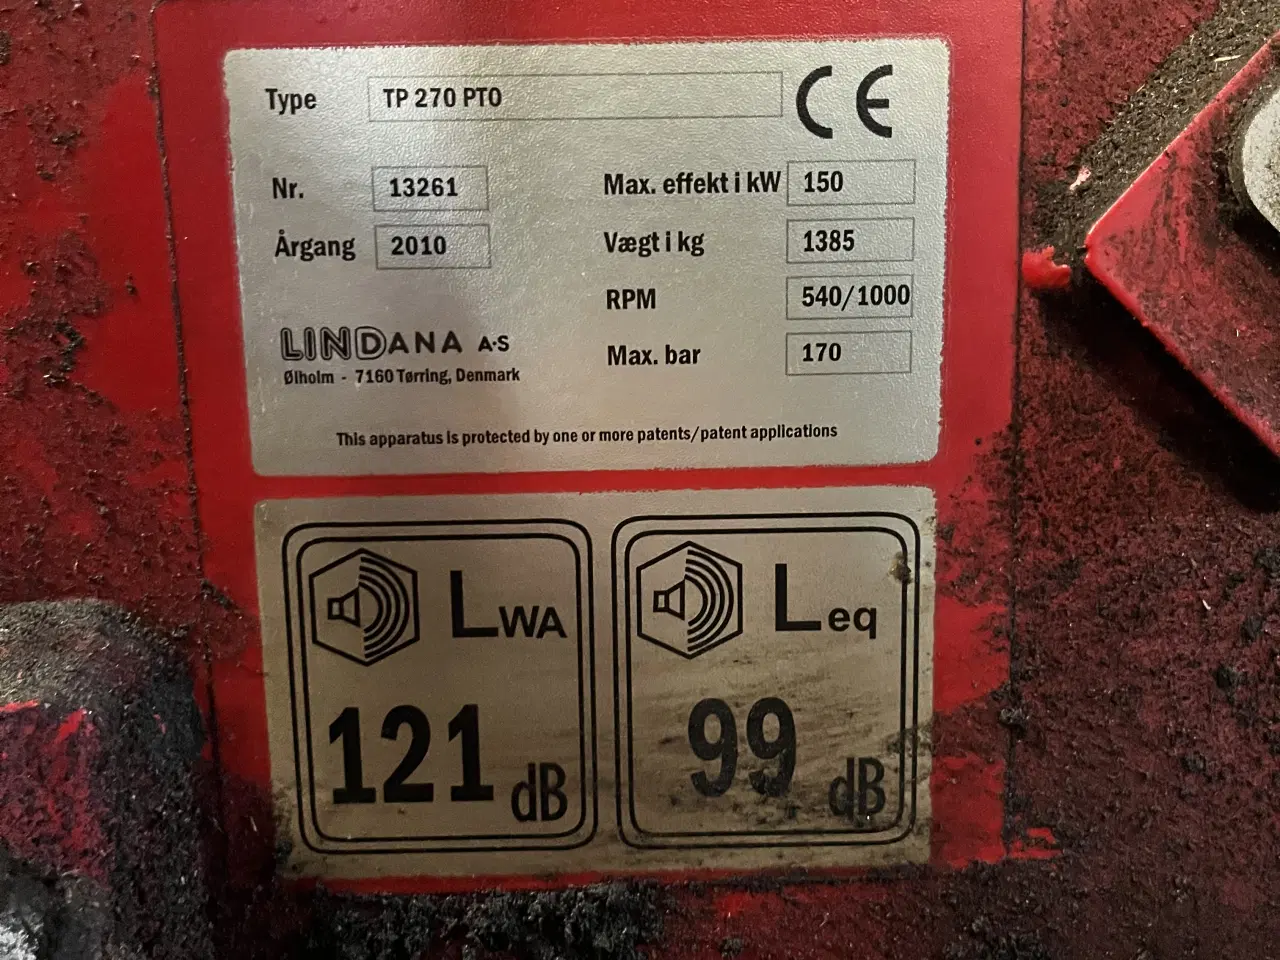 Type TP 270 PTO CE
Nr. 13261 Max. effekt i kW 150
Årgang 2010 Vægt i kg 1385
RPM 540/1000
LINDANA A·S Max. bar 170
Ølholm - 7160 Tørring, Denmark
This apparatus is protected by one or more patents/patent applications
LWA Leq
121 dB 99 dB